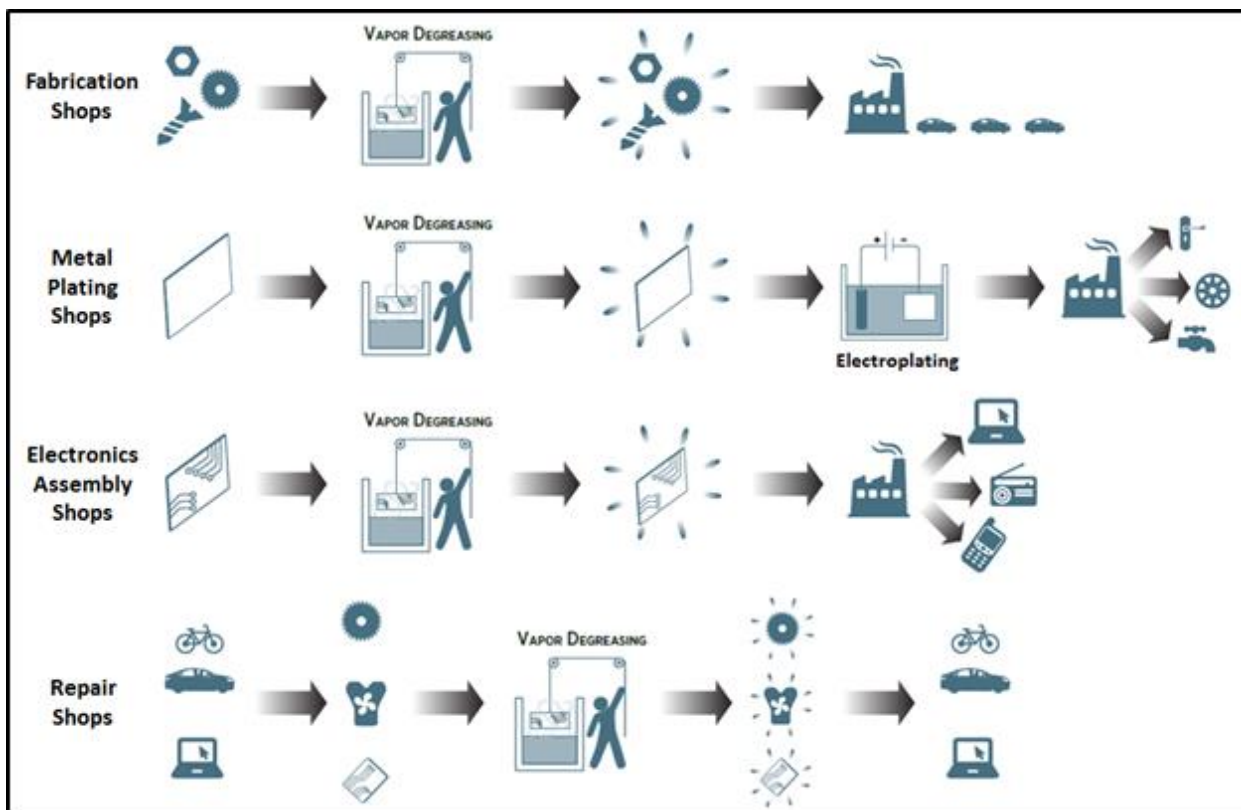 VAPOR DEGREASING
Fabrication
Shops
VAPOR DEGREASING
Metal
Plating
Shops
+ -
Electroplating
VAPOR DEGREASING
Electronics
Assembly
Shops
VAPOR DEGREASING
Repair
Shops